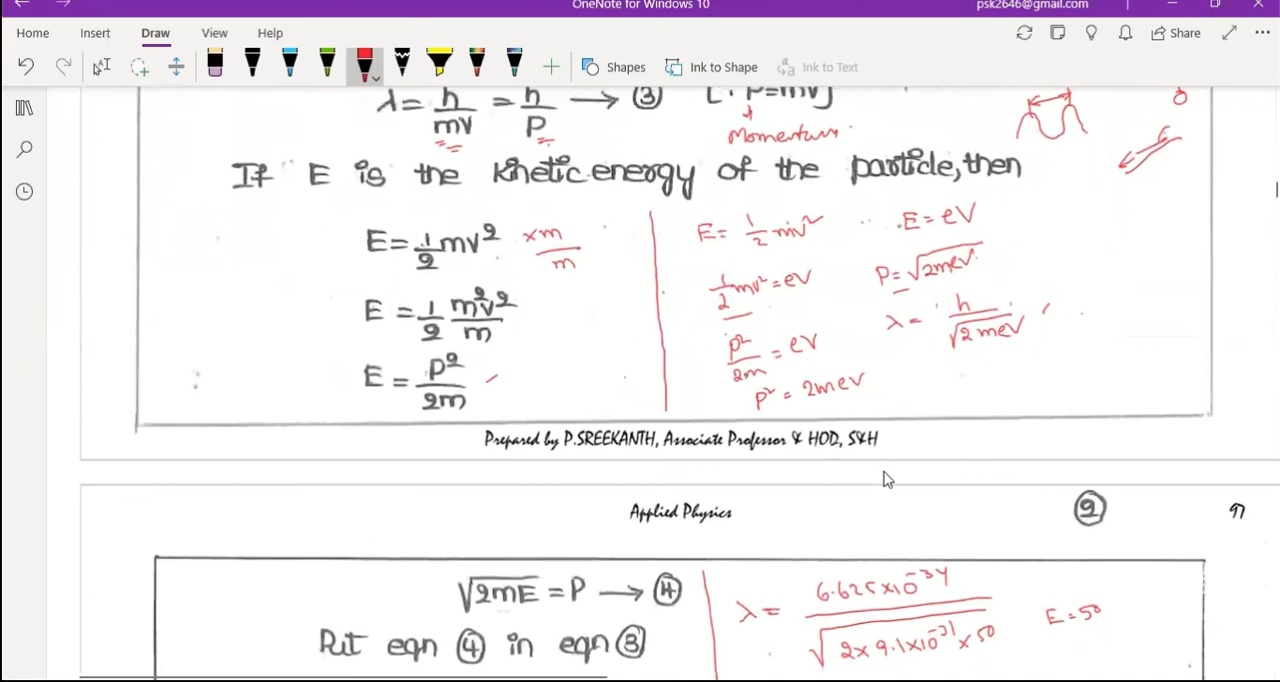 OneNote for Windows 10
psk2646@gmail.com
Home Insert Draw View Help
Share
Shapes Ink to Shape Ink to Text
λ = h/mv = h/P → ③ [∵ P=mv]
Momentum
If E is the kinetic energy of the particle, then
E = 1/2 mv² × m/m
E = 1/2 m²v²/m
E = P²/2m
E = 1/2 mv²
1/2 mv² = eV
P²/2m = eV
P² = 2meV
E = eV
P = √2meV
λ = h/√2meV
Prepared by P.SREEKANTH, Associate Professor & HOD, S&H
Applied Physics
②
97
√2mE = P → ④
Put eqn ④ in eqn ③
λ = 6.625×10⁻³⁴/√2×9.1×10⁻³¹×50
E = 50